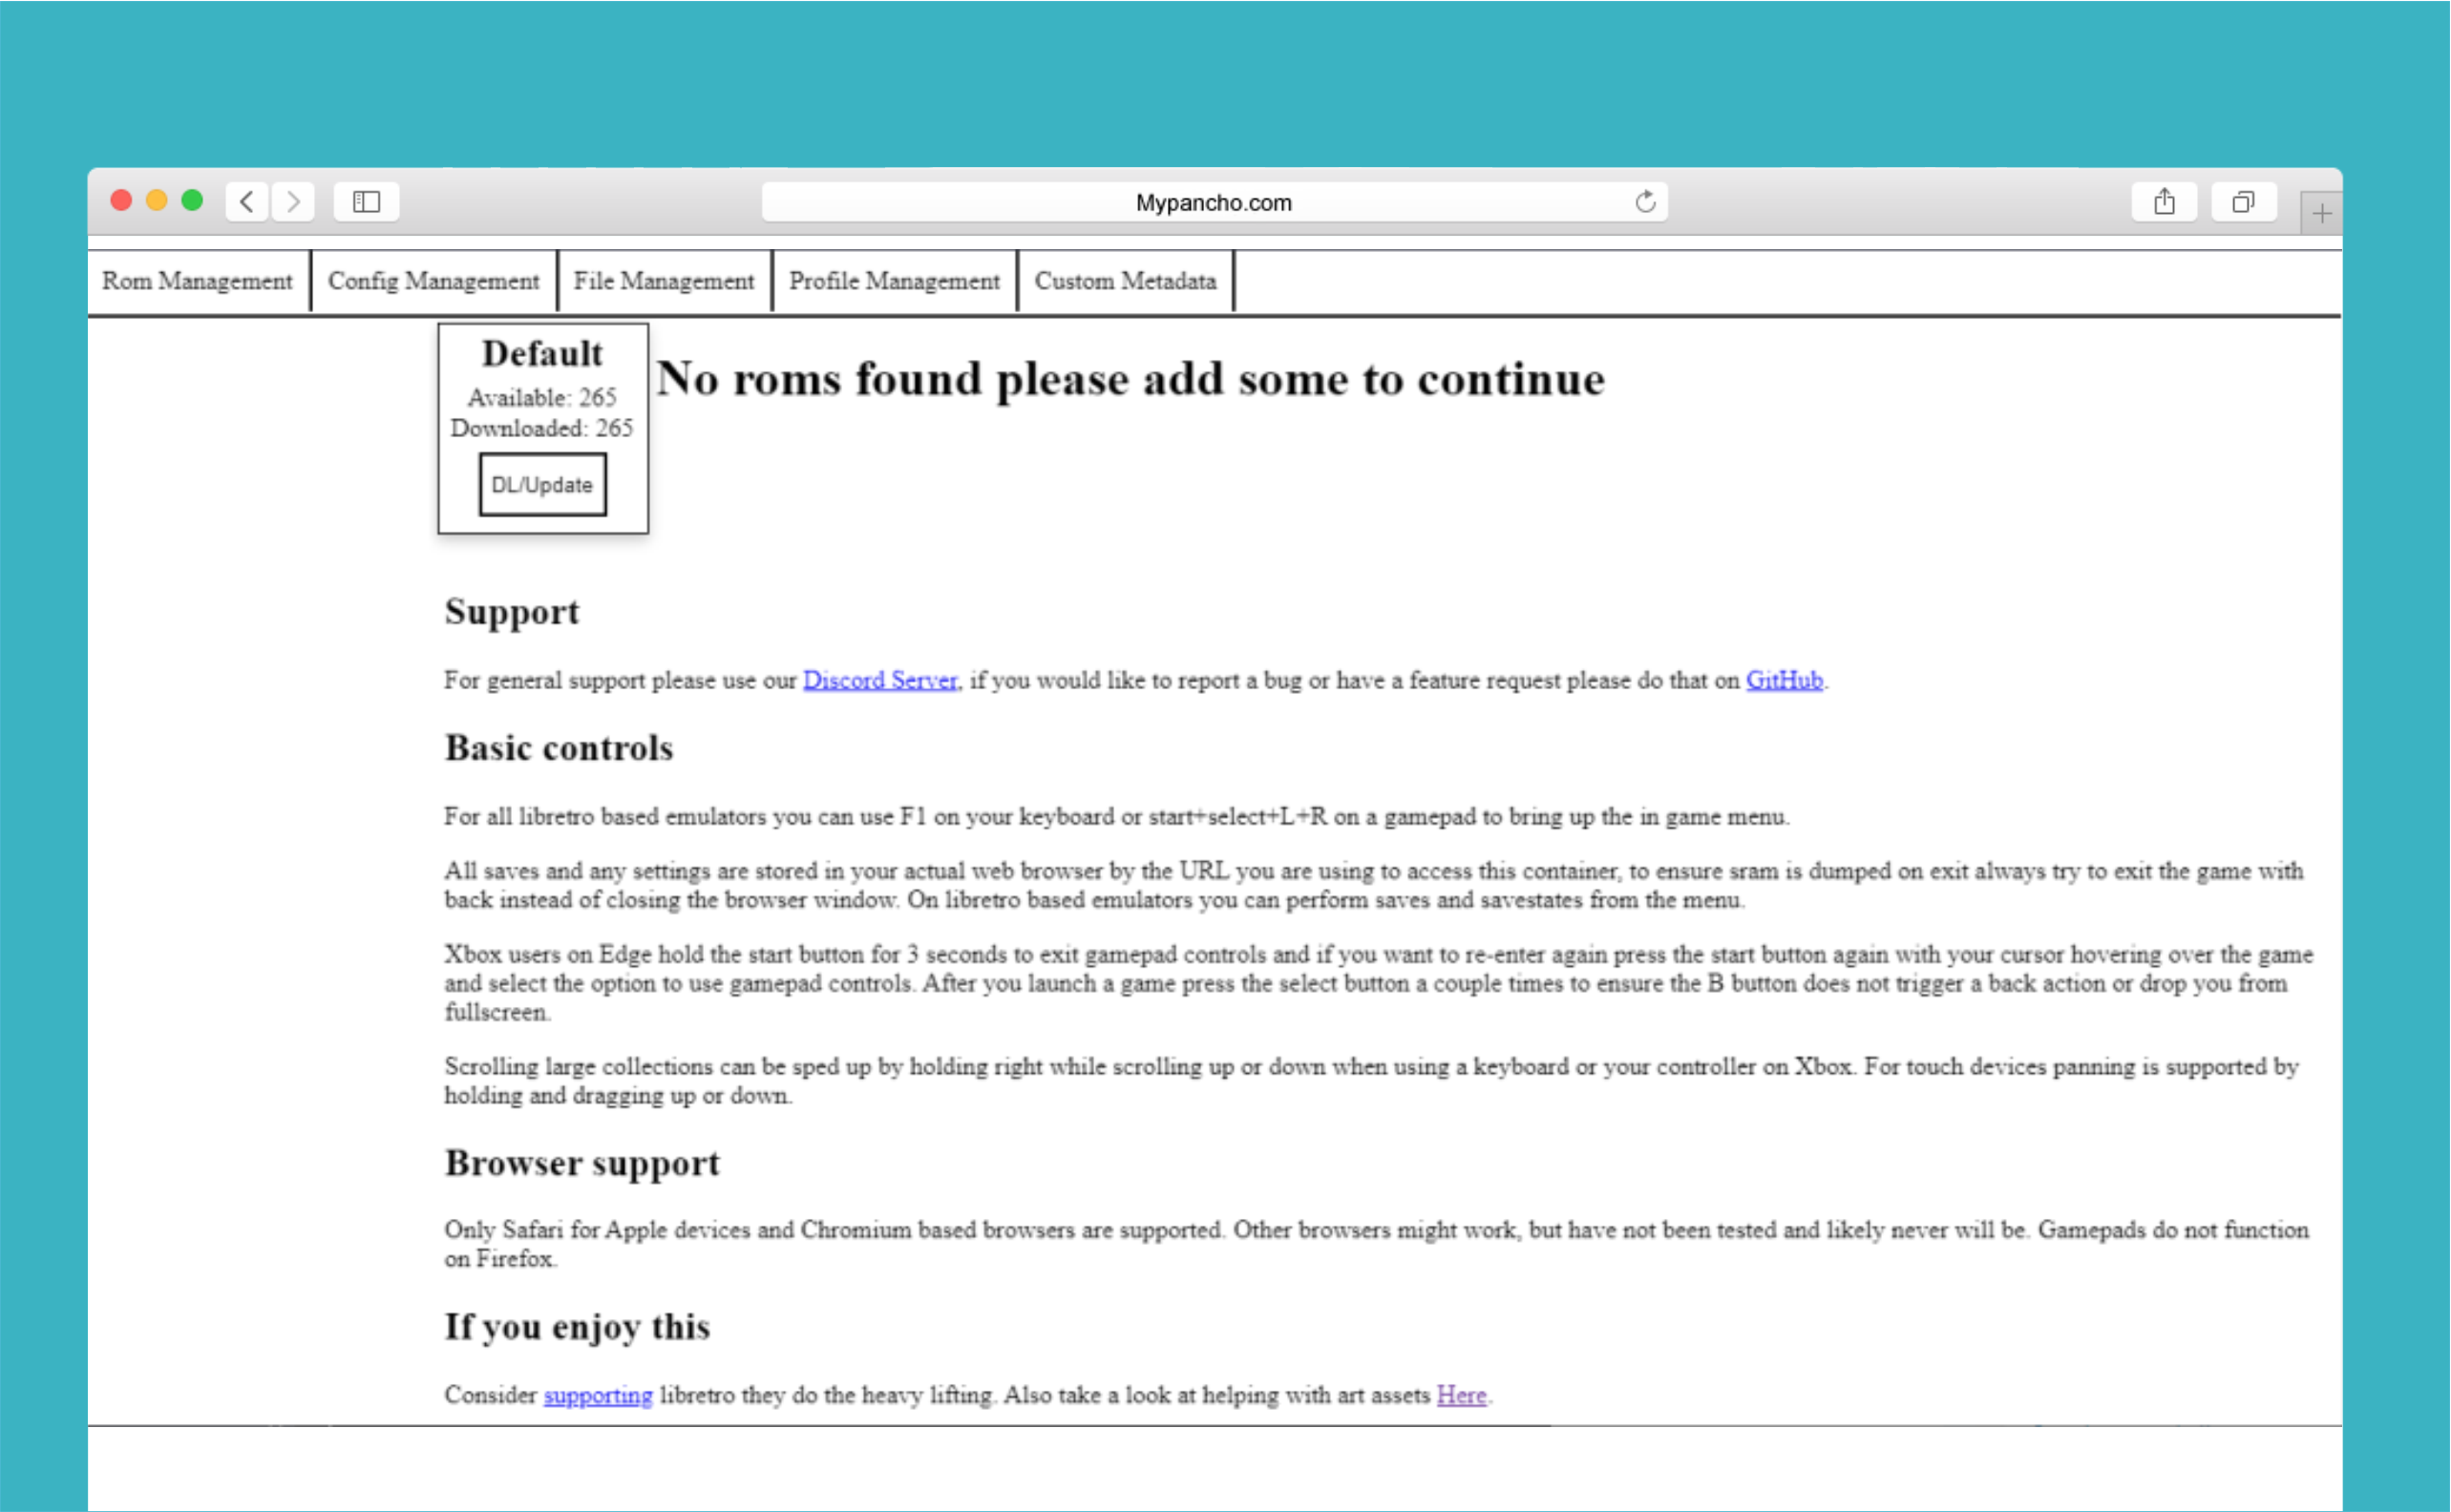 Mypancho.com
Rom Management Config Management File Management Profile Management Custom Metadata
Default
Available: 265
Downloaded: 265
DL/Update
No roms found please add some to continue
Support
For general support please use our Discord Server, if you would like to report a bug or have a feature request please do that on GitHub.
Basic controls
For all libretro based emulators you can use F1 on your keyboard or start+select+L+R on a gamepad to bring up the in game menu.
All saves and any settings are stored in your actual web browser by the URL you are using to access this container, to ensure sram is dumped on exit always try to exit the game with
back instead of closing the browser window. On libretro based emulators you can perform saves and savestates from the menu.
Xbox users on Edge hold the start button for 3 seconds to exit gamepad controls and if you want to re-enter again press the start button again with your cursor hovering over the game
and select the option to use gamepad controls. After you launch a game press the select button a couple times to ensure the B button does not trigger a back action or drop you from
fullscreen.
Scrolling large collections can be sped up by holding right while scrolling up or down when using a keyboard or your controller on Xbox. For touch devices panning is supported by
holding and dragging up or down.
Browser support
Only Safari for Apple devices and Chromium based browsers are supported. Other browsers might work, but have not been tested and likely never will be. Gamepads do not function
on Firefox.
If you enjoy this
Consider supporting libretro they do the heavy lifting. Also take a look at helping with art assets Here.